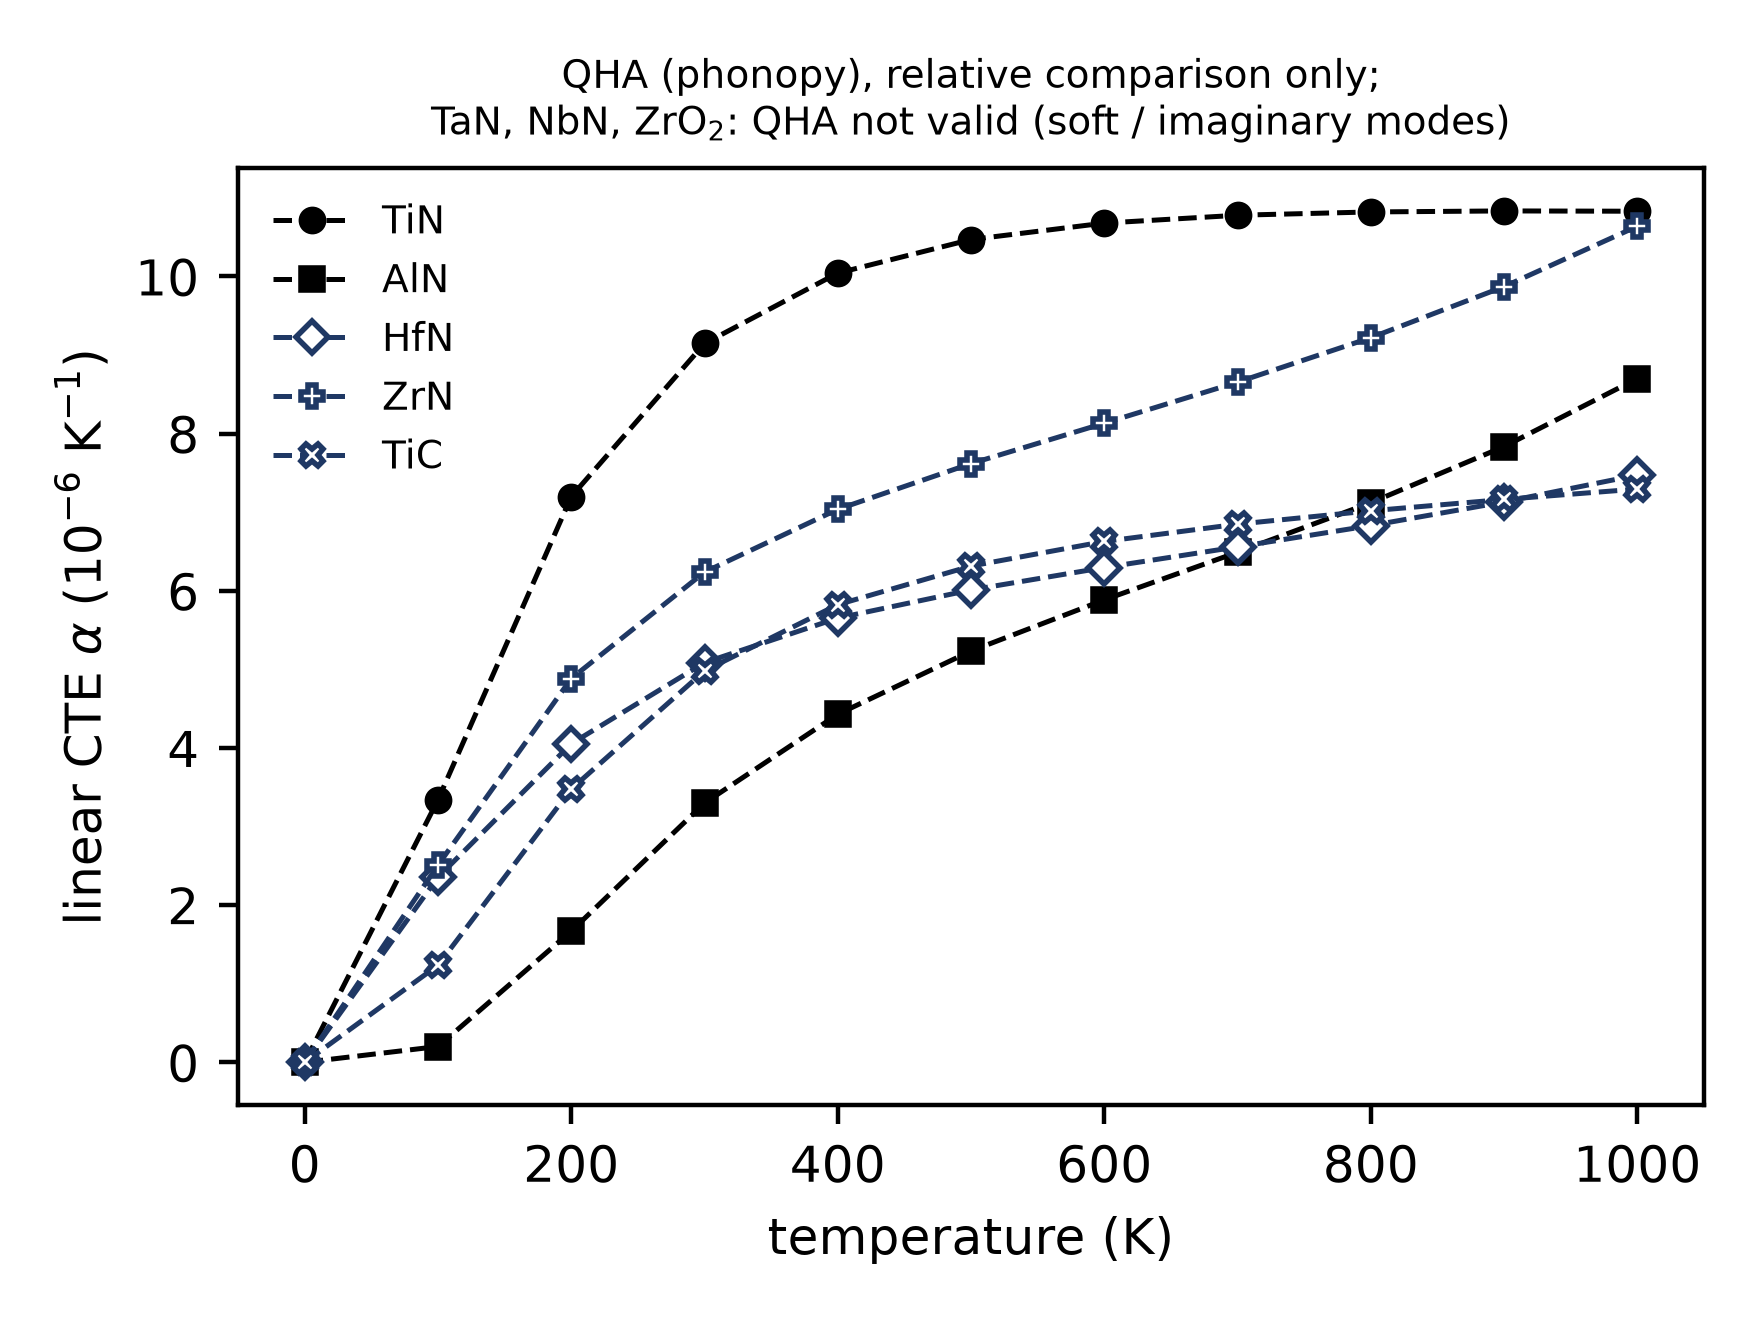 QHA (phonopy), relative comparison only;
TaN, NbN, ZrO₂: QHA not valid (soft / imaginary modes)
TiN
AlN
HfN
ZrN
TiC
linear CTE α (10⁻⁶ K⁻¹)
10
8
6
4
2
0
0 200 400 600 800 1000
temperature (K)